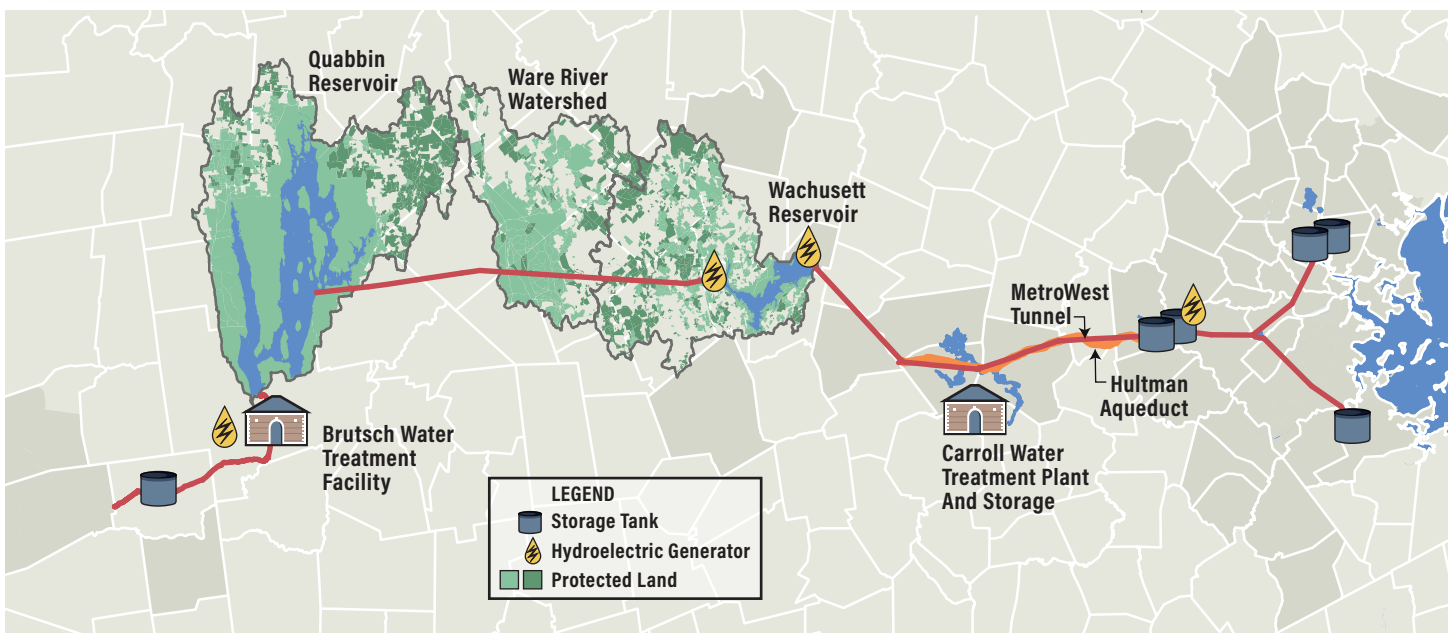 Quabbin
Reservoir
Ware River
Watershed
Wachusett
Reservoir
MetroWest
Tunnel
Hultman
Aqueduct
Brutsch Water
Treatment
Facility
Carroll Water
Treatment Plant
And Storage
LEGEND
Storage Tank
Hydroelectric Generator
Protected Land